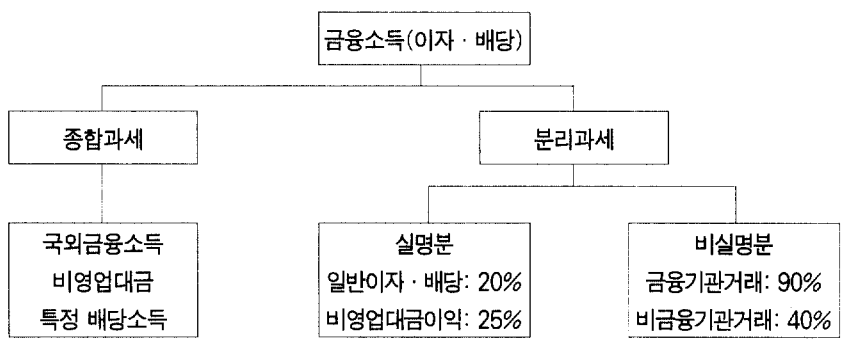 금융소득(이자 · 배당)
종합과세
분리과세
국외금융소득
비영업대금
특정 배당소득
실명분
일반이자 · 배당: 20%
비영업대금이익: 25%
비실명분
금융기관거래: 90%
비금융기관거래: 40%